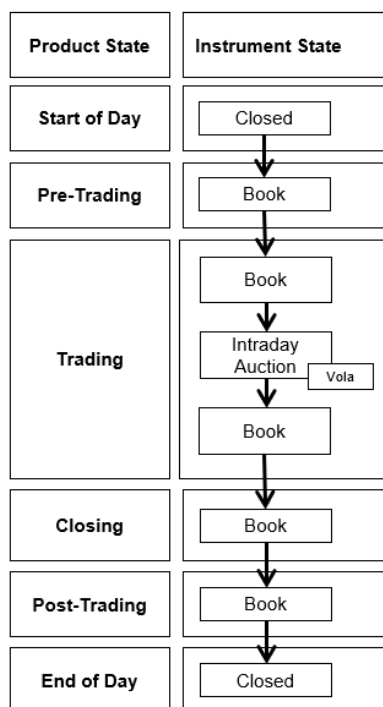 Product State
Instrument State
Start of Day
Closed
Pre-Trading
Book
Trading
Book
Intraday
Auction
Vola
Book
Closing
Book
Post-Trading
Book
End of Day
Closed